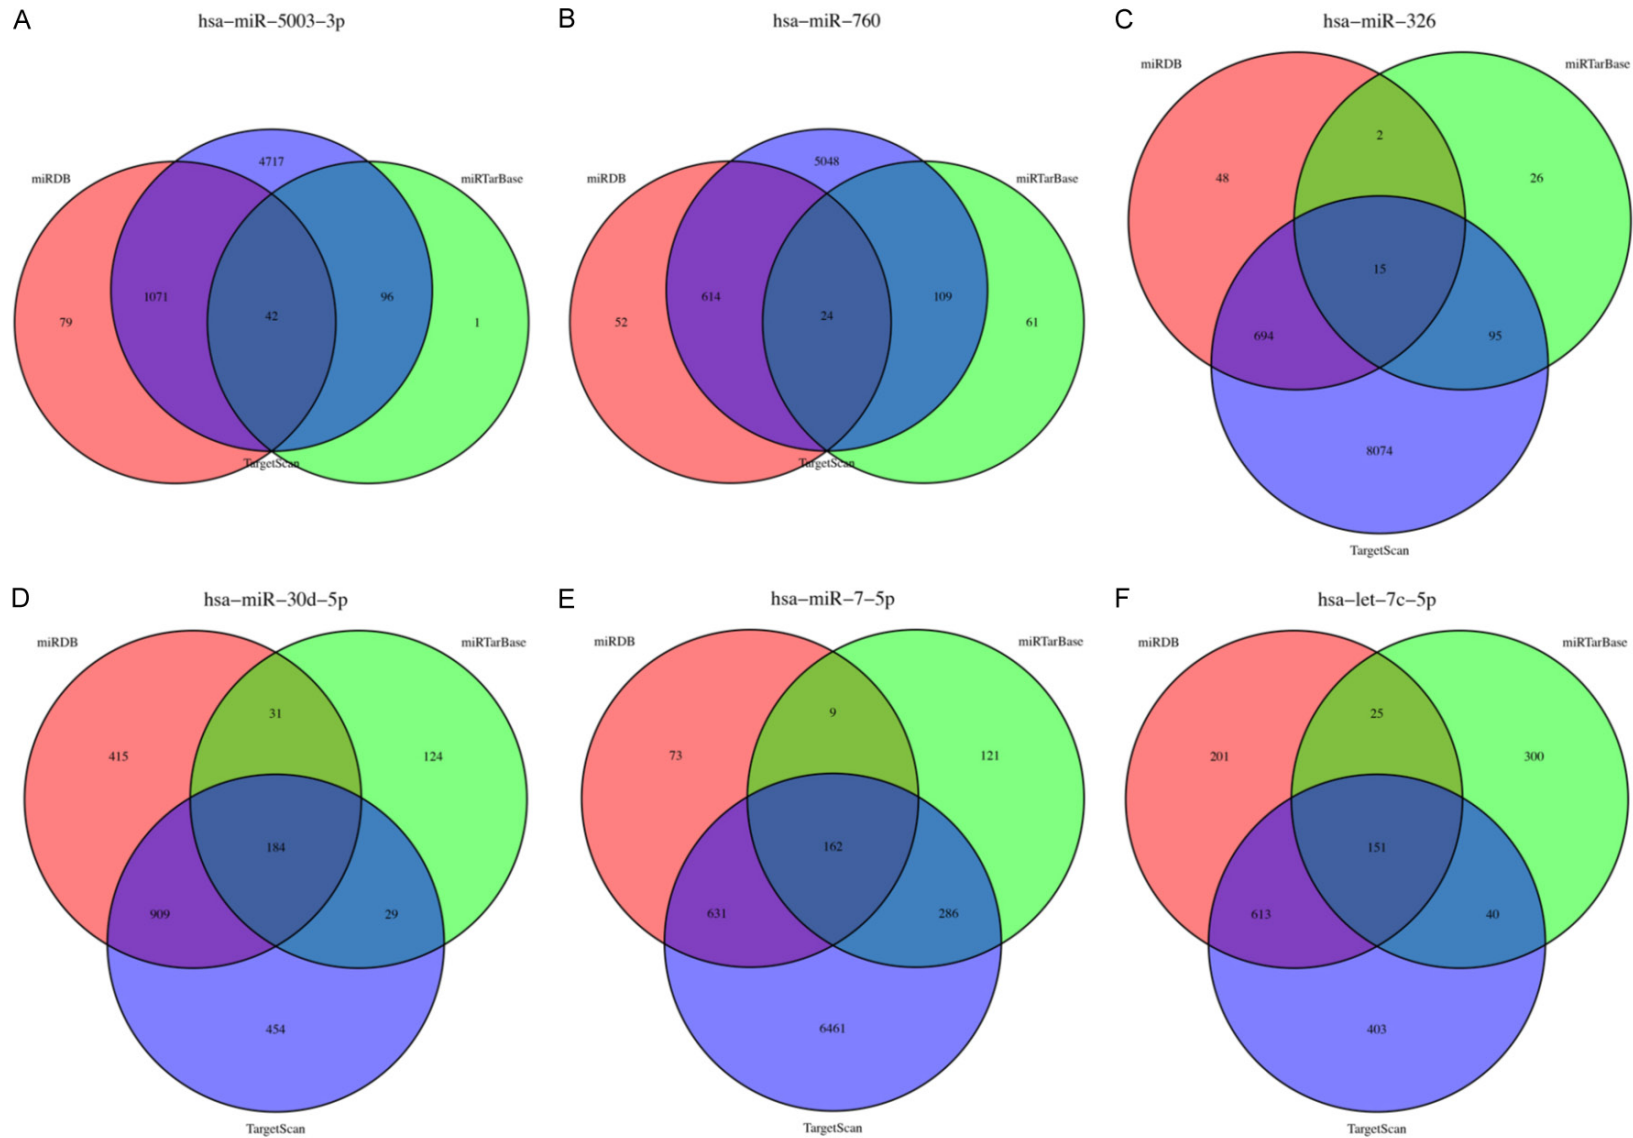 A
hsa-miR-5003-3p
miRDB
miRTarBase
4717
1071
96
79
42
1
TargetScan
B
hsa-miR-760
miRDB
miRTarBase
5048
614
109
52
24
61
TargetScan
C
hsa-miR-326
miRDB
miRTarBase
2
48
26
15
694
95
8074
TargetScan
D
hsa-miR-30d-5p
miRDB
miRTarBase
31
415
124
184
909
29
454
TargetScan
E
hsa-miR-7-5p
miRDB
miRTarBase
9
73
121
162
631
286
6461
TargetScan
F
hsa-let-7c-5p
miRDB
miRTarBase
25
201
300
151
613
40
403
TargetScan